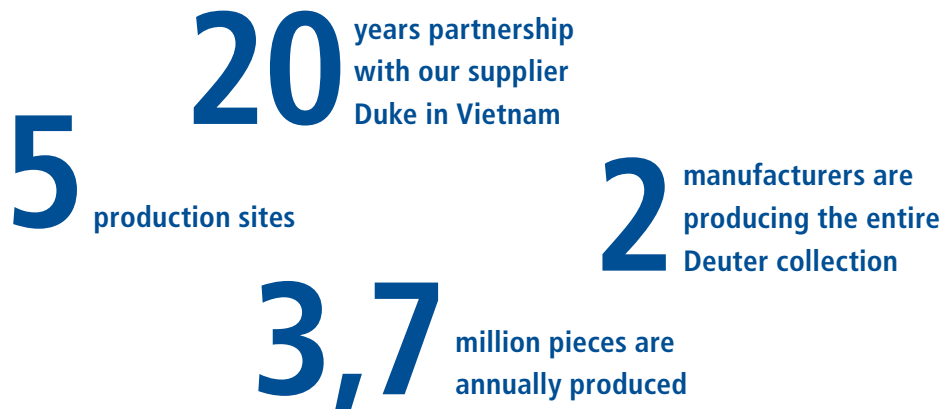 20
years partnership
with our supplier
Duke in Vietnam
5
production sites
2
manufacturers are
producing the entire
Deuter collection
3,7
million pieces are
annually produced